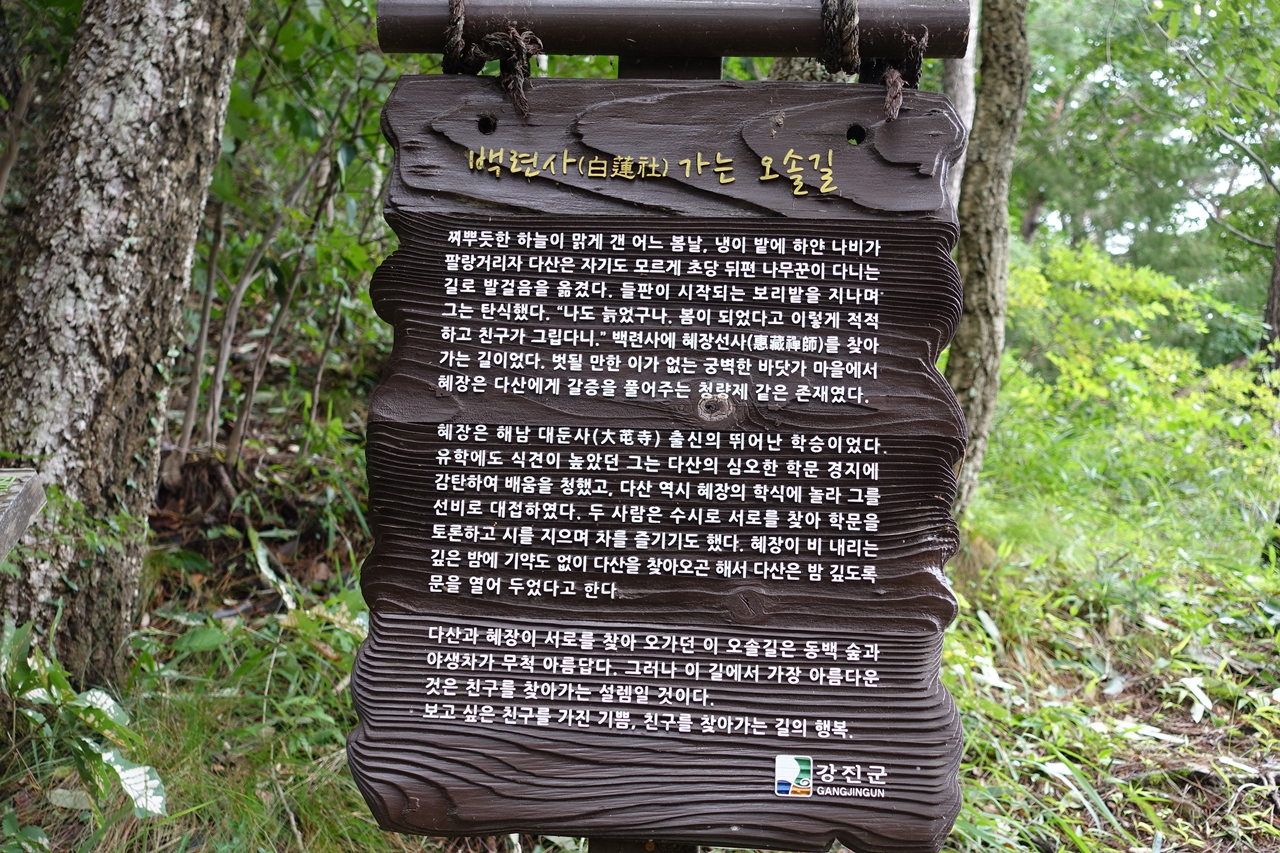 백련사(白蓮社) 가는 오솔길
찌뿌듯한 하늘이 맑게 갠 어느 봄날, 냉이 밭에 하얀 나비가
팔랑거리자 다산은 자기도 모르게 초당 뒤편 나무꾼이 다니는
길로 발걸음을 옮겼다. 들판이 시작되는 보리밭을 지나며
그는 탄식했다. “나도 늙었구나. 봄이 되었다고 이렇게 적적
하고 친구가 그립다니.” 백련사에 혜장선사(惠藏禪師)를 찾아
가는 길이었다. 벗될 만한 이가 없는 궁벽한 바닷가 마을에서
혜장은 다산에게 갈증을 풀어주는 청량제 같은 존재였다.
혜장은 해남 대둔사(大芚寺) 출신의 뛰어난 학승이었다.
유학에도 식견이 높았던 그는 다산의 심오한 학문 경지에
감탄하여 배움을 청했고, 다산 역시 혜장의 학식에 놀라 그를
선비로 대접하였다. 두 사람은 수시로 서로를 찾아 학문을
토론하고 시를 지으며 차를 즐기기도 했다. 혜장이 비 내리는
깊은 밤에 기약도 없이 다산을 찾아오곤 해서 다산은 밤 깊도록
문을 열어 두었다고 한다.
다산과 혜장이 서로를 찾아 오가던 이 오솔길은 동백 숲과
야생차가 무척 아름답다. 그러나 이 길에서 가장 아름다운
것은 친구를 찾아가는 설렘일 것이다.
보고 싶은 친구를 가진 기쁨, 친구를 찾아가는 길의 행복.
강진군
GANGJINGUN